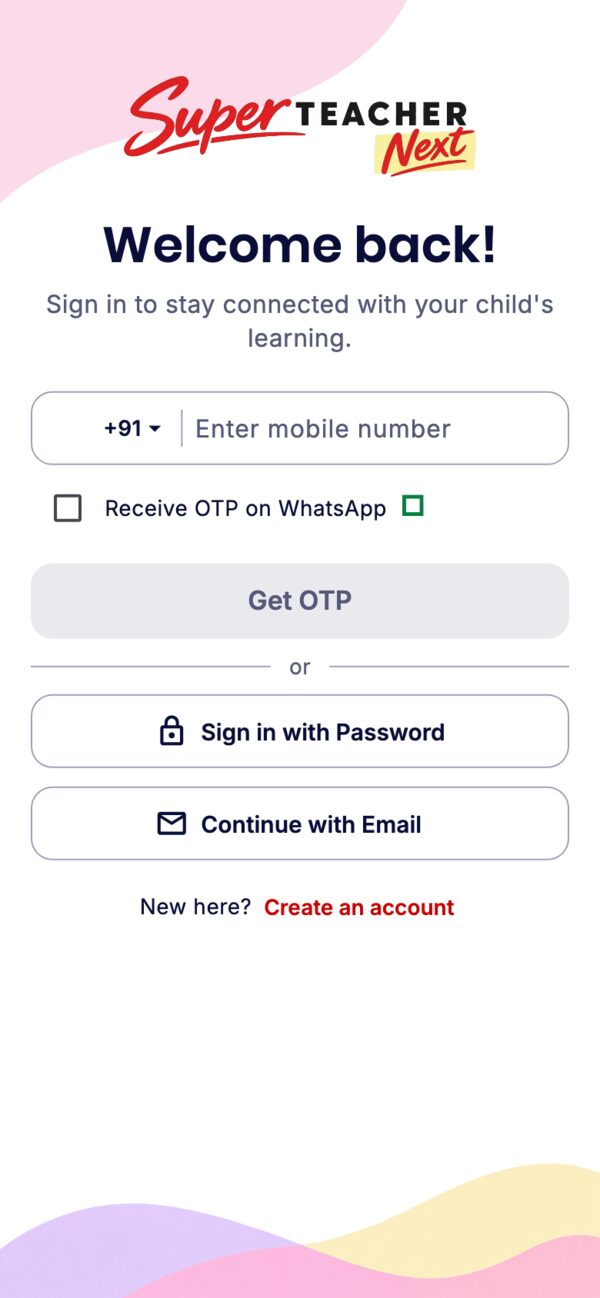 Super TEACHER
Next
Welcome back!
Sign in to stay connected with your child's
learning.
+91 Enter mobile number
Receive OTP on WhatsApp
Get OTP
or
Sign in with Password
Continue with Email
New here? Create an account